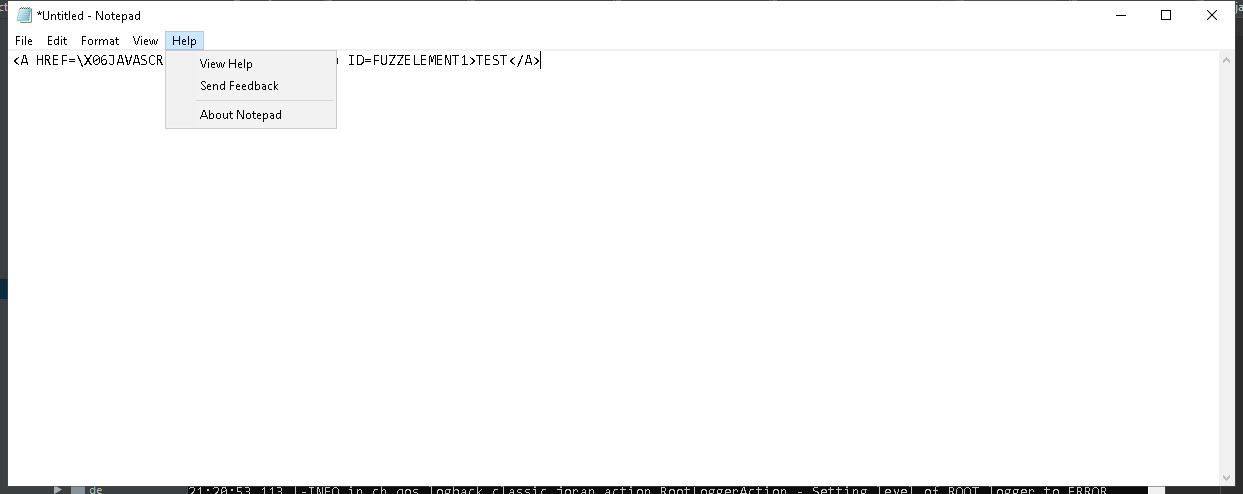 *Untitled - Notepad
File Edit Format View Help
<A HREF=\X06JAVASCR ID=FUZZELEMENT1>TEST</A>
View Help
Send Feedback
About Notepad
de 21:20:53,113 |-INFO in ch.qos.logback.classic.joran.action.RootLoggerAction - Setting level of ROOT logger to ERROR